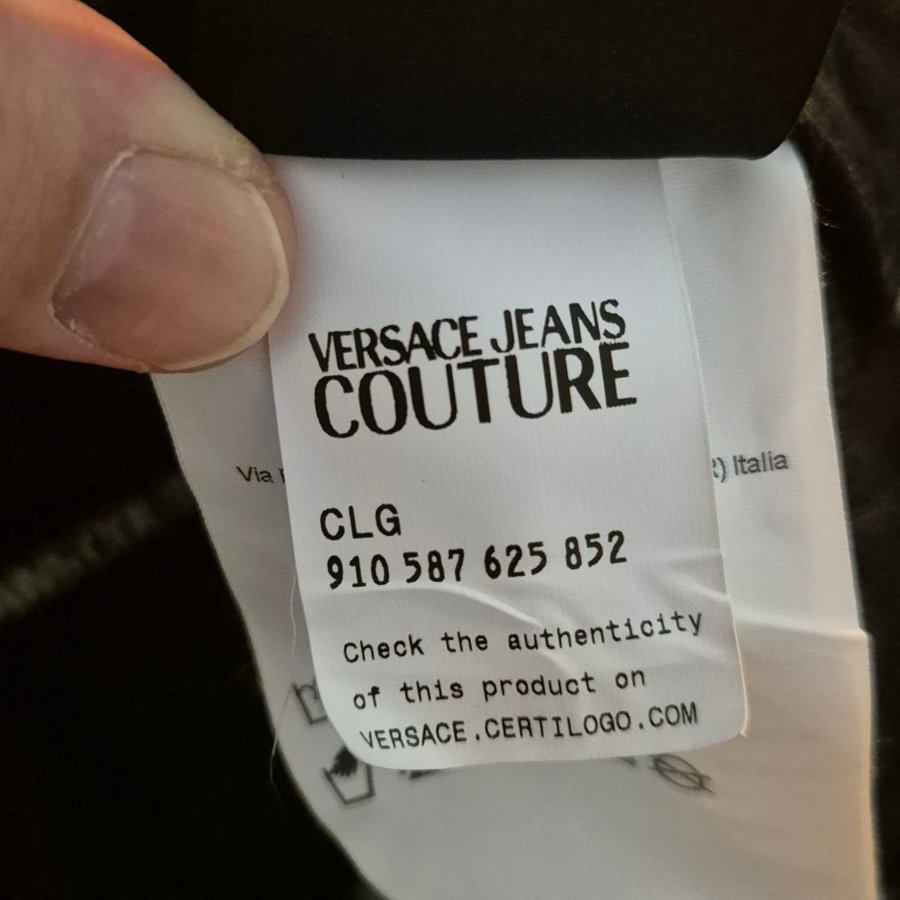 VERSACE JEANS
COUTURE
Via
) Italia
CLG
910 587 625 852
Check the authenticity
of this product on
VERSACE.CERTILOGO.COM